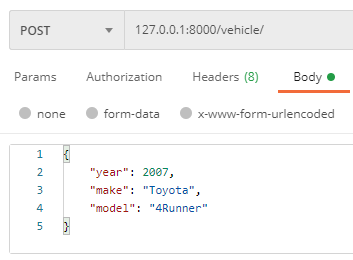 POST 127.0.0.1:8000/vehicle/
Params Authorization Headers (8) Body
none form-data x-www-form-urlencoded
1 {
2 "year": 2007,
3 "make": "Toyota",
4 "model": "4Runner"
5 }